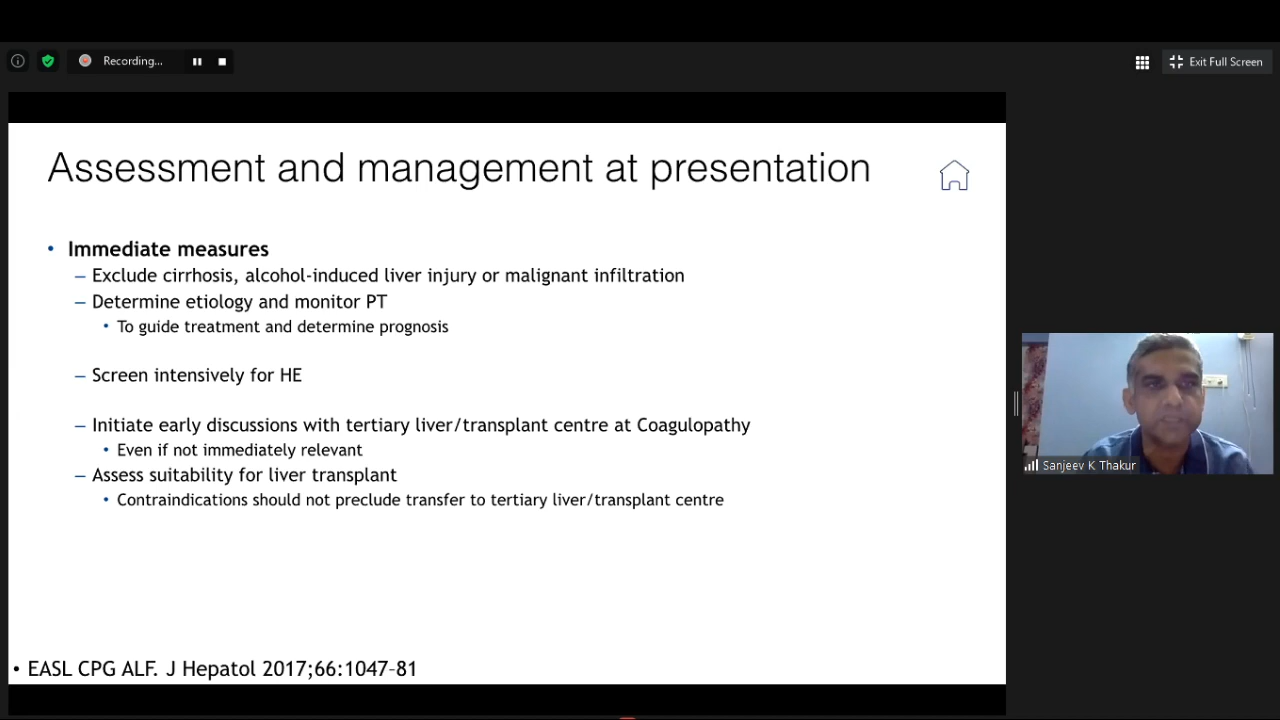 Recording...
Exit Full Screen
Assessment and management at presentation
• Immediate measures
– Exclude cirrhosis, alcohol-induced liver injury or malignant infiltration
– Determine etiology and monitor PT
• To guide treatment and determine prognosis
– Screen intensively for HE
– Initiate early discussions with tertiary liver/transplant centre at Coagulopathy
• Even if not immediately relevant
– Assess suitability for liver transplant
• Contraindications should not preclude transfer to tertiary liver/transplant centre
Sanjeev K Thakur
• EASL CPG ALF. J Hepatol 2017;66:1047–81